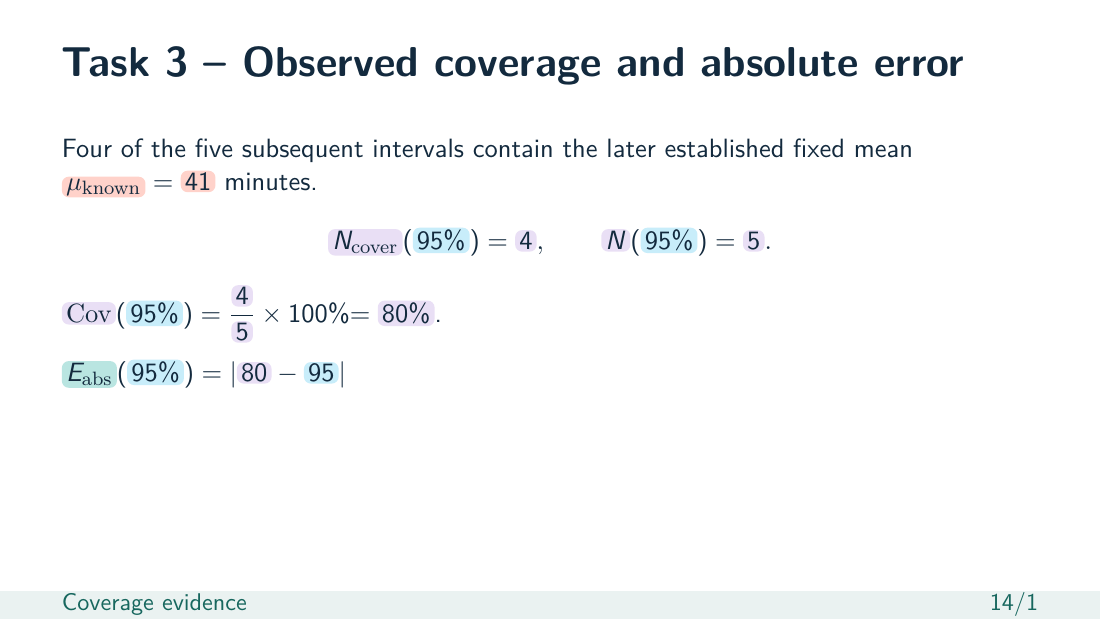 Task 3 – Observed coverage and absolute error
Four of the five subsequent intervals contain the later established fixed mean
μknown = 41 minutes.
Ncover(95%) = 4, N(95%) = 5.
Cov(95%) = 4/5 × 100%= 80%.
Eabs(95%) = |80 − 95|
Coverage evidence 14/1